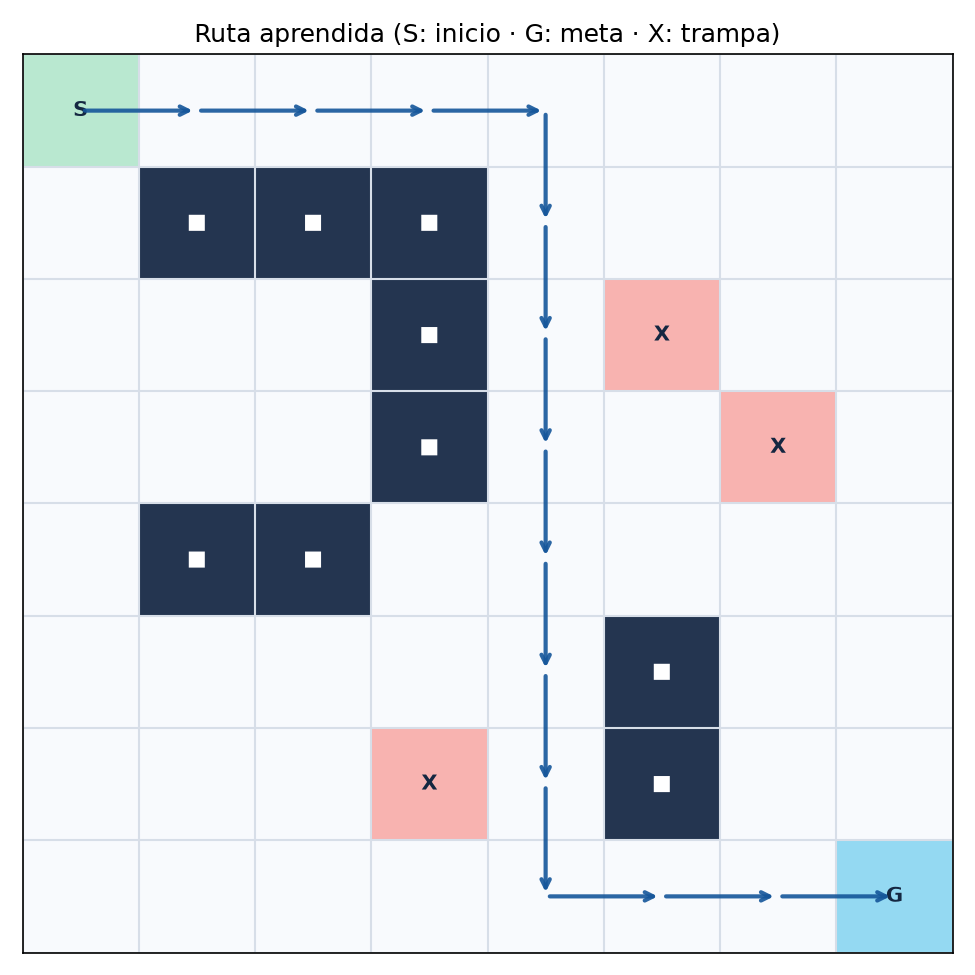 Ruta aprendida (S: inicio · G: meta · X: trampa)
S
X
X
X
G